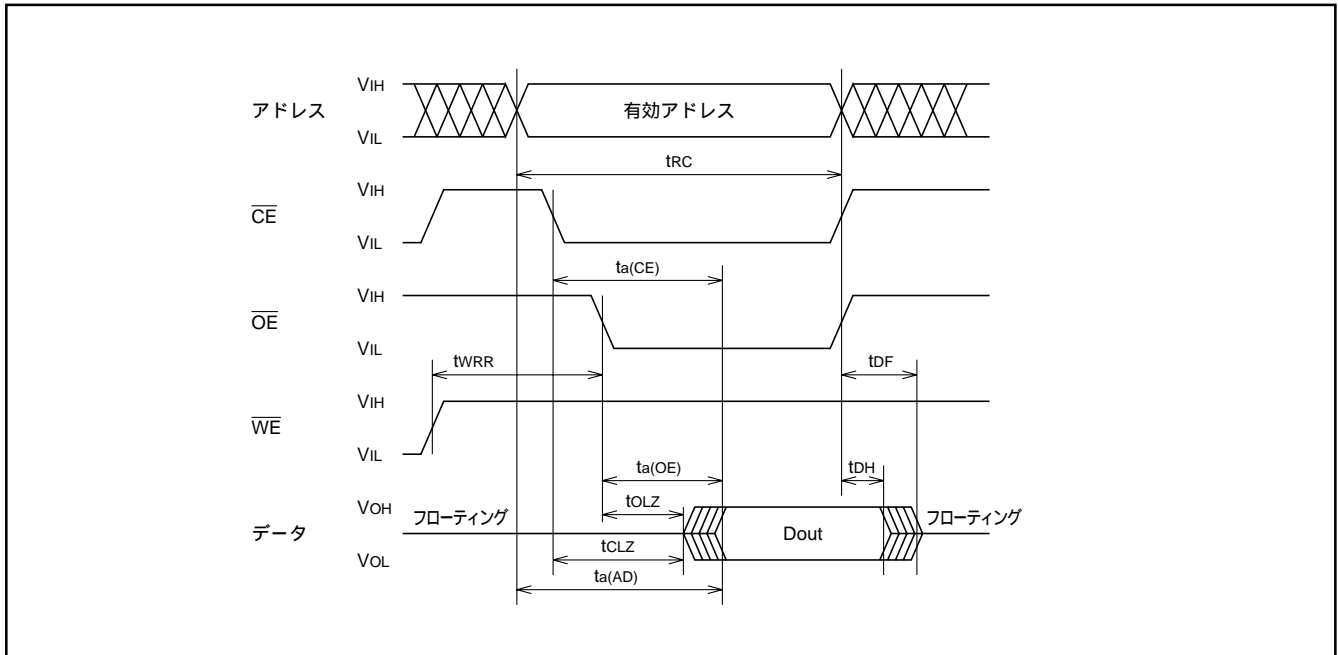 VIH
アドレス 有効アドレス
VIL
tRC
VIH
CE
VIL
ta(CE)
VIH
OE
VIL
tWRR tDF
VIH
WE
VIL
ta(OE) tDH
VOH フローティング tOLZ フローティング
データ Dout
VOL tCLZ
ta(AD)